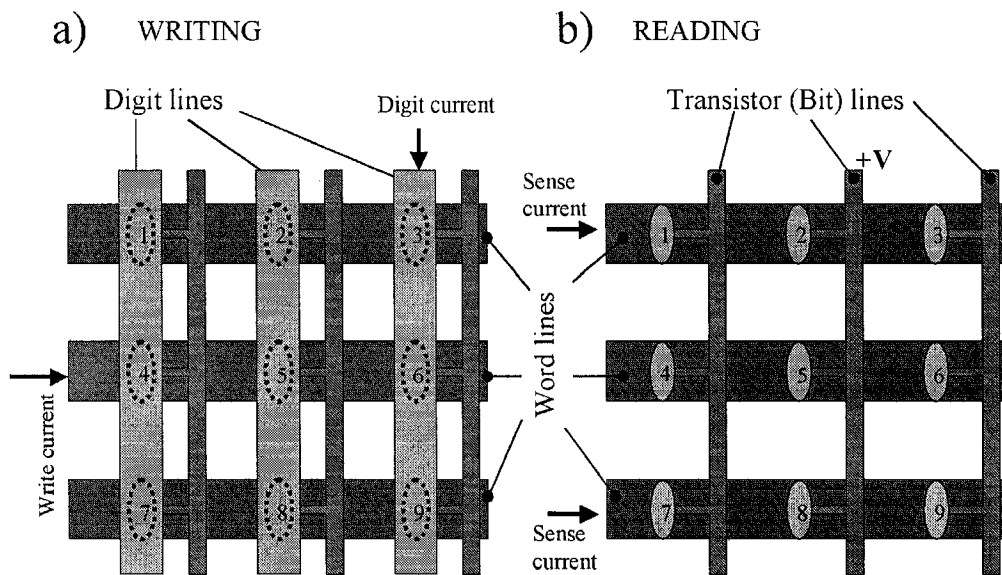 a) WRITING
b) READING
Digit lines
Digit current
Transistor (Bit) lines
+V
Sense
current
1 2 3
1 2 3
Word lines
4 5 6
4 5 6
Write current
7 8 9
7 8 9
Sense
current